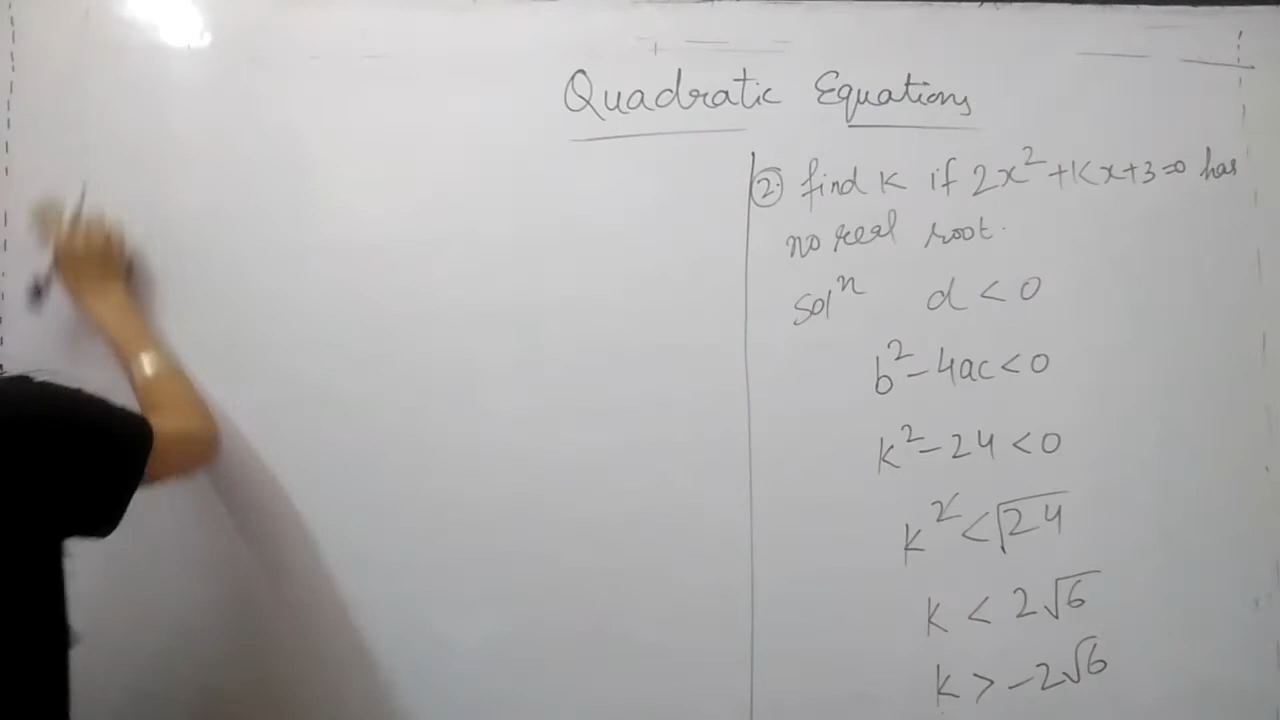 Quadratic Equations
② find k if 2x² + kx + 3 = 0 has
no real root.
solⁿ d < 0
b² - 4ac < 0
k² - 24 < 0
k² < √24
k < 2√6
k > -2√6